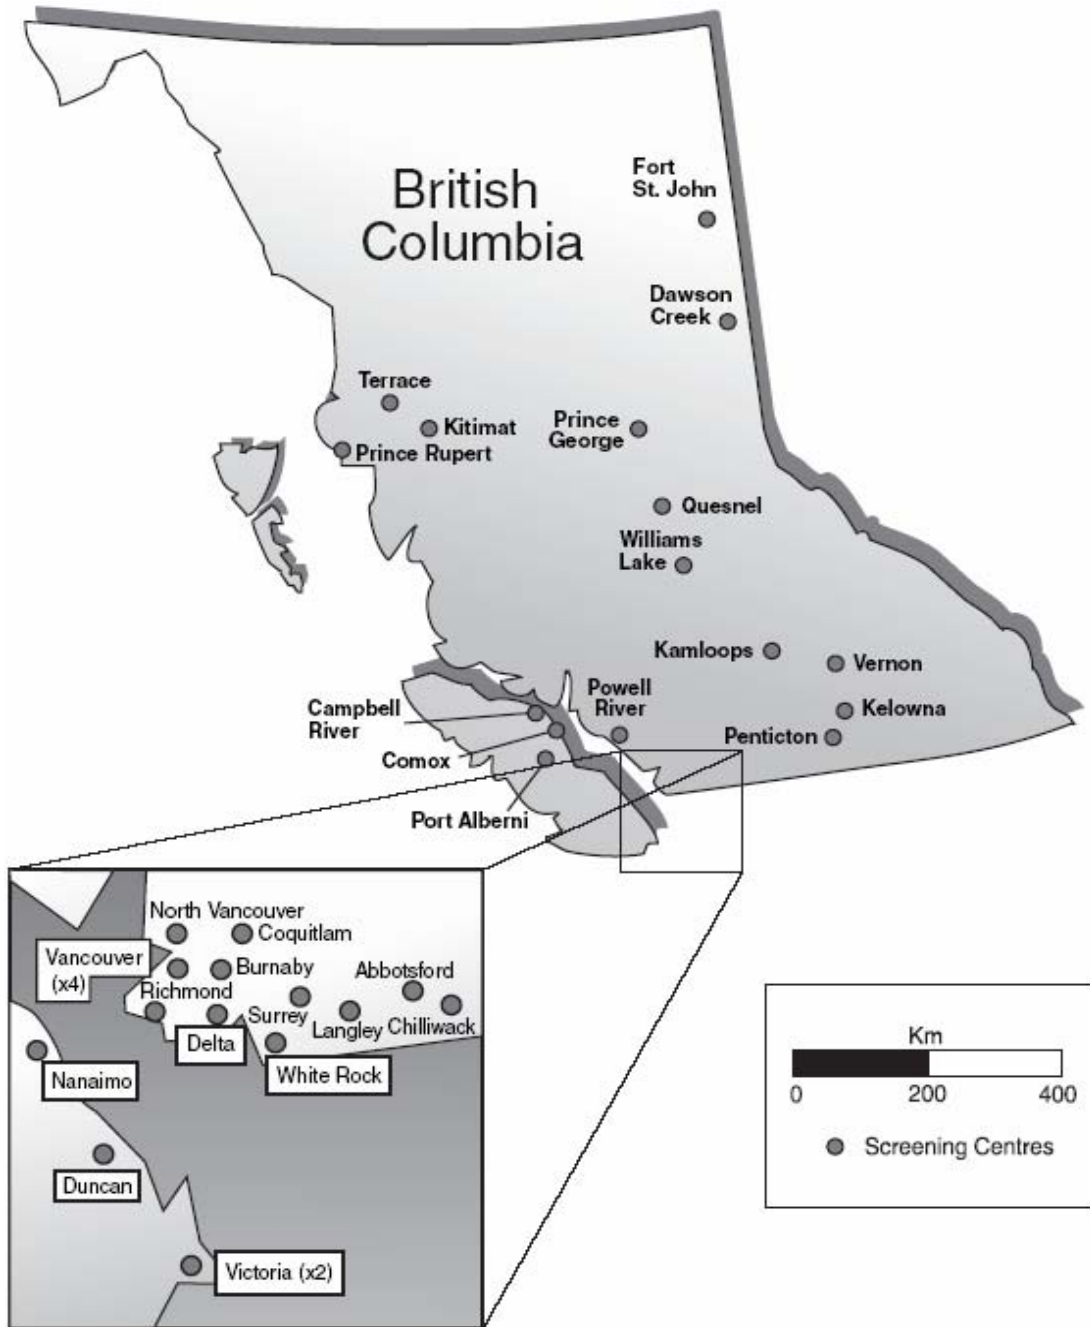 British
Columbia
Fort
St. John
Dawson
Creek
Terrace
Kitimat
Prince
George
Prince Rupert
Quesnel
Williams
Lake
Kamloops
Vernon
Powell
River
Campbell
River
Kelowna
Penticton
Comox
Port Alberni
North Vancouver
Coquitlam
Vancouver
(x4)
Burnaby
Abbotsford
Richmond
Surrey
Langley
Chilliwack
Delta
White Rock
Nanaimo
Duncan
Victoria (x2)
Km
0 200 400
Screening Centres